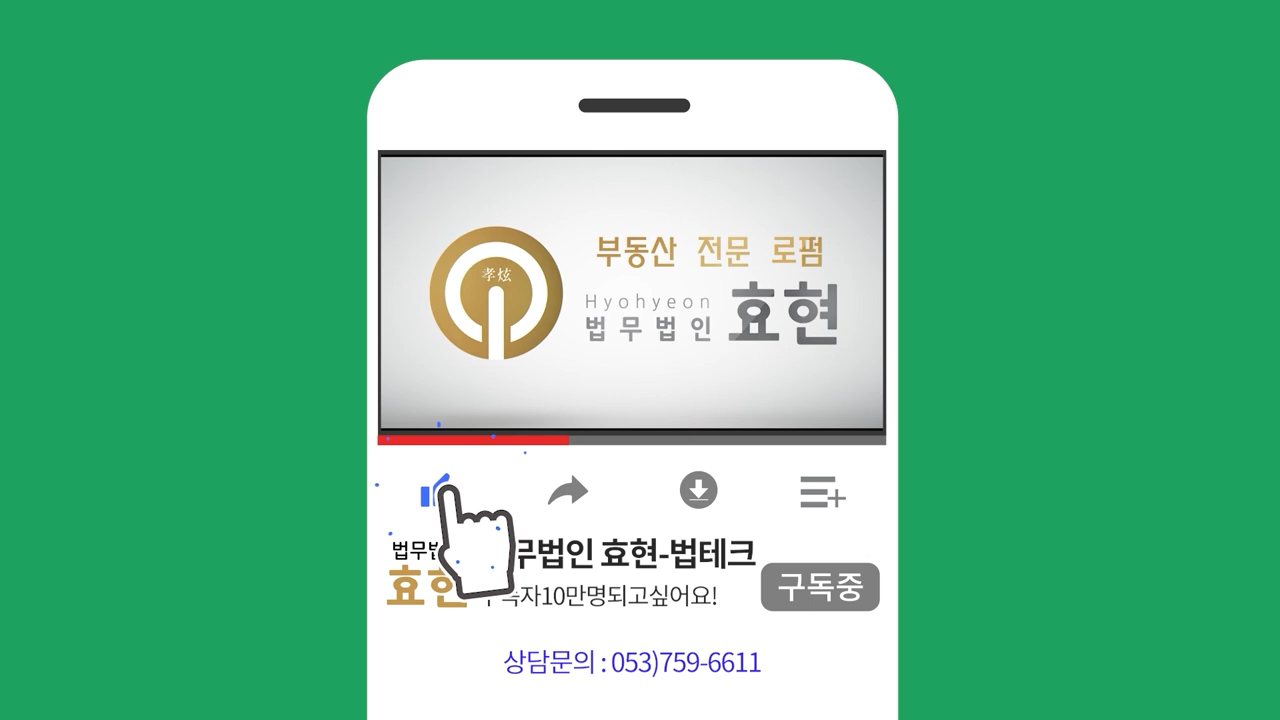 孝炫
부동산 전문 로펌
Hyohyeon
법무법인 효현
법무
효현
무법인 효현-법테크
독자10만명되고싶어요!
구독중
상담문의 : 053)759-6611